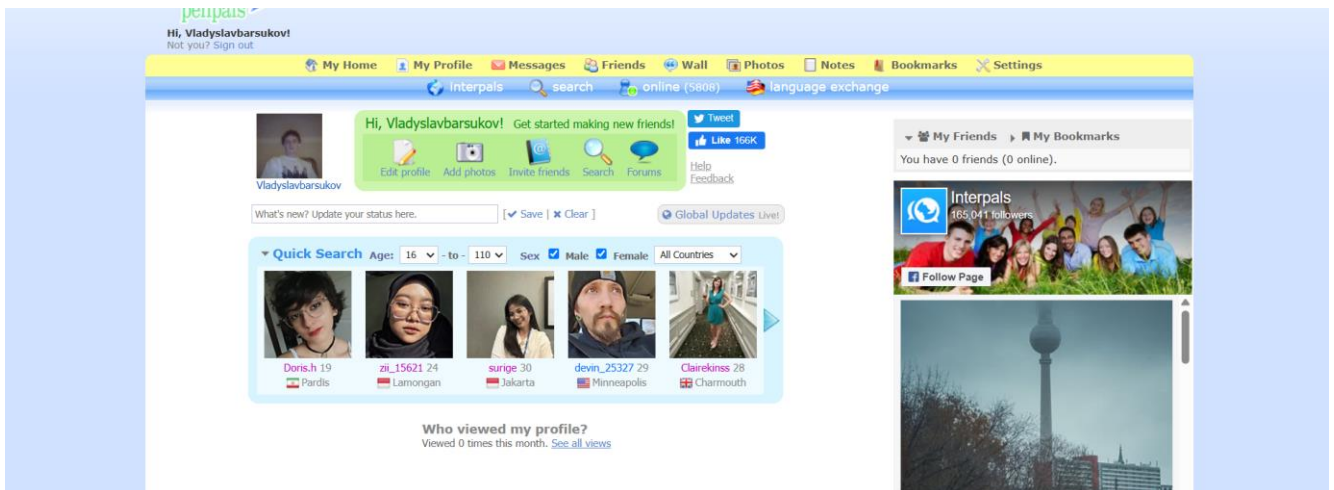 penpals
Hi, Vladyslavbarsukov!
Not you? Sign out
My Home My Profile Messages Friends Wall Photos Notes Bookmarks Settings
interpals search online (5808) language exchange
Hi, Vladyslavbarsukov! Get started making new friends!
Edit profile Add photos Invite friends Search Forums
Vladyslavbarsukov
Tweet
Like 166K
Help
Feedback
What's new? Update your status here. [ Save | Clear ] Global Updates Live!
Quick Search Age: 16 - to - 110 Sex Male Female All Countries
Doris.h 19 zii_15621 24 surige 30 devin_25327 29 Clairekinss 28
Pardis Lamongan Jakarta Minneapolis Charmouth
Who viewed my profile?
Viewed 0 times this month. See all views
My Friends My Bookmarks
You have 0 friends (0 online).
Interpals
165,041 followers
Follow Page